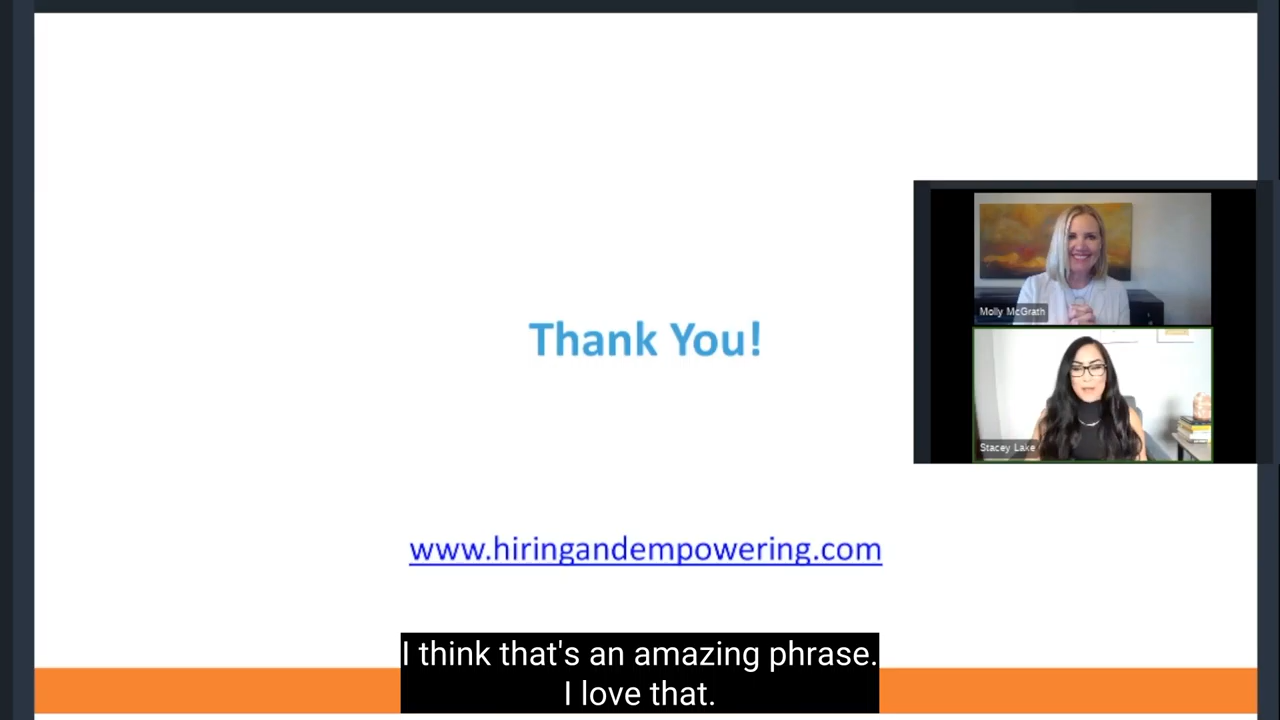 Molly McGrath
Thank You!
Stacey Lake
www.hiringandempowering.com
I think that's an amazing phrase.
I love that.